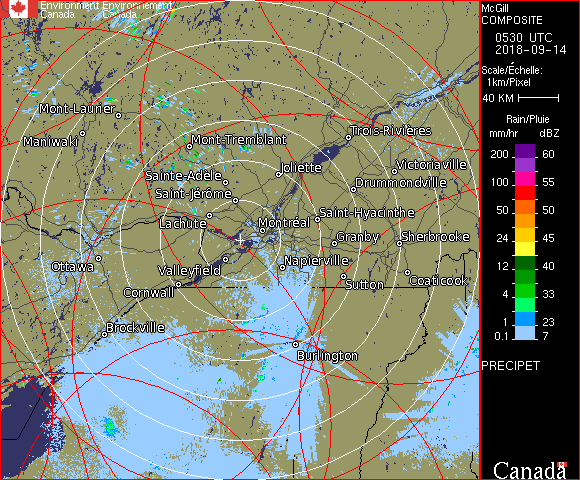 Environment Environnement
Canada Canada
McGill
COMPOSITE
0530 UTC
2018-09-14
Scale/Échelle:
1km/Pixel
40 KM
Rain/Pluie
mm/hr dBZ
200 60
150 57
100 55
50 50
24 45
12 40
4 33
1 23
0.1 7
PRECIPET
Canada
Mont-Laurier
Maniwaki
Mont-Tremblant
Trois-Rivières
Joliette
Victoriaville
Sainte-Adèle
Drummondville
Saint-Jérôme
Lachute
Saint-Hyacinthe
Montréal
Granby
Sherbrooke
Ottawa
Valleyfield
Napierville
Coaticook
Sutton
Cornwall
Brockville
Burlington